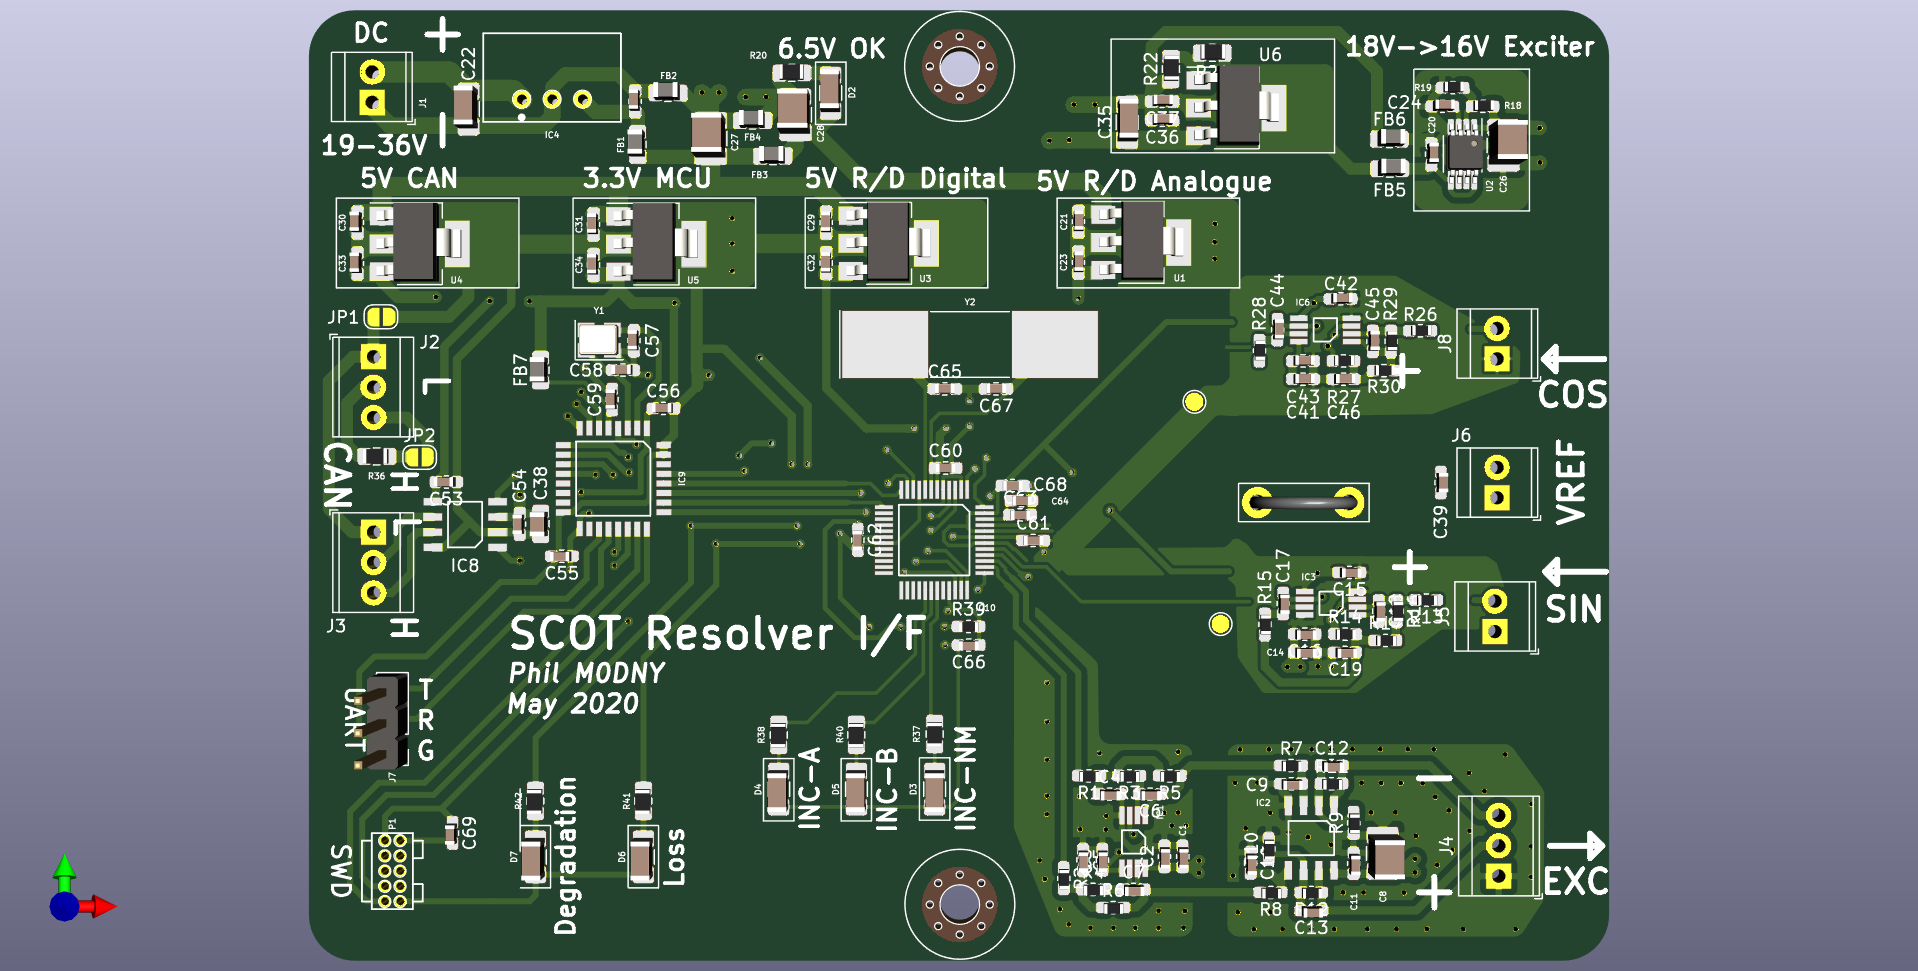 DC
+
C22
J1
19-36V
IC4
FB2
FB1
R20
6.5V OK
D2
C27
FB4
C28
FB3
R22
U6
C35
C36
18V->16V Exciter
R19
C24
R18
FB6
C20
U2
C26
FB5
5V CAN
3.3V MCU
5V R/D Digital
5V R/D Analogue
C30
C33
U4
C31
C34
U5
C29
C32
U3
C21
C23
U1
JP1
J2
Y1
C57
FB7
C58
C59
C56
Y2
C65
C67
R28
C44
IC6
C42
C45
R29
R26
J8
C43
R27
R30
C41
C46
+
COS
L
JP2
CAN
R36
H
C53
C54
C38
IC9
C60
C68
C64
C61
C62
J6
C39
VREF
L
IC8
C55
J3
H
R39
C66
R15
C17
IC3
C15
R14
R13
J5
C14
C19
+
SIN
SCOT Resolver I/F
Phil M0DNY
May 2020
UART
T
R
G
J7
R38
R40
R37
D4
INC-A
D5
INC-B
D3
INC-NM
R42
D7
Degradation
R41
D6
Loss
P1
C69
SWD
R1
R3
R5
C6
C1
C2
R7
C12
C9
IC2
R9
C10
C11
C8
R8
C13
J4
-
+
EXC